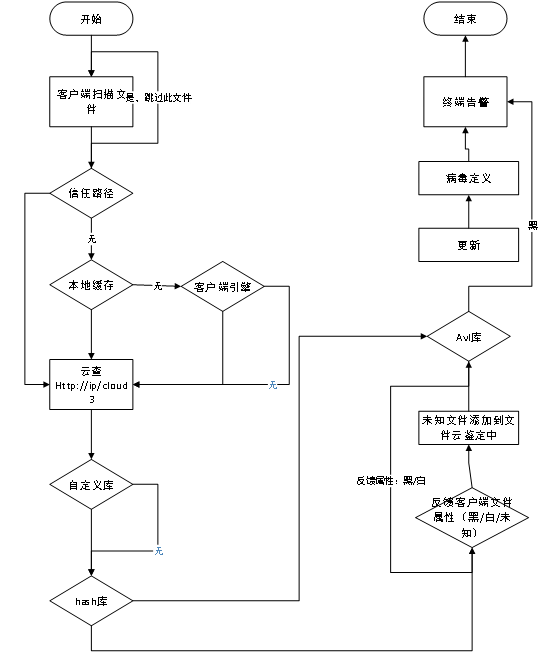 开始
客户端扫描文
件
是、跳过此文件
信任路径
无
本地缓存
无
客户端引擎
云查
Http://ip/cloud
3
无
自定义库
无
hash库
结束
终端告警
病毒定义
更新
黑
Avl库
未知文件添加到文
件云鉴定中
反馈属性：黑/白
反馈客户端文件
属性（黑/白/未
知）